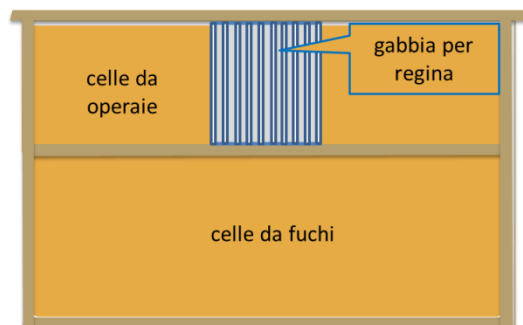 celle da
operaie
gabbia per
regina
celle da fuchi